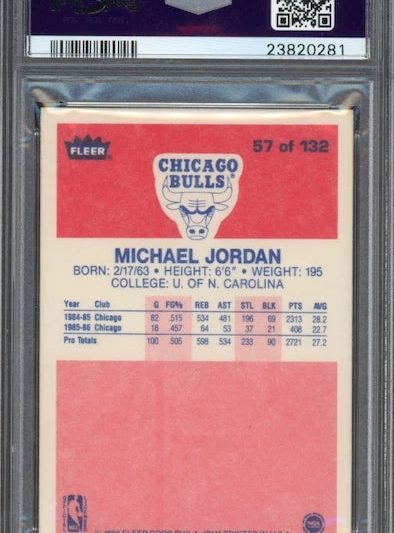 23820281
FLEER
57 of 132
CHICAGO
BULLS
MICHAEL JORDAN
BORN: 2/17/63 • HEIGHT: 6'6" • WEIGHT: 195
COLLEGE: U. OF N. CAROLINA
Year Club G FG% REB AST STL BLK PTS AVG
1984-85 Chicago 82 .515 534 481 196 69 2313 28.2
1985-86 Chicago 18 .457 64 53 37 21 408 22.7
Pro Totals 100 .505 598 534 233 90 2721 27.2
NBA